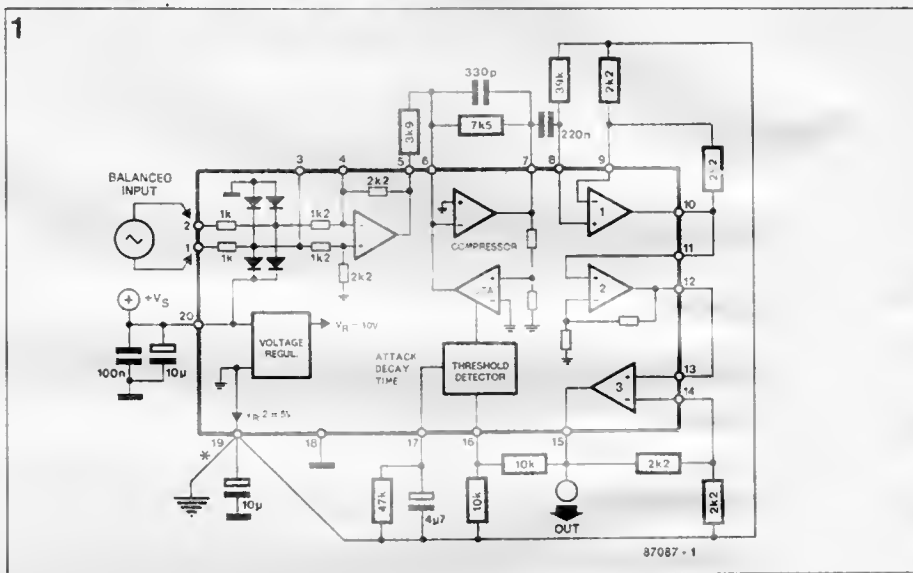 1
330p
39k
2k2
3k9
7k5
220n
2k2
3
4
5
6
7
8
9
BALANCED
INPUT
2k2
10
1k
1k2
1
2
1
1k
1k2
COMPRESSOR
11
2k2
12
+VS
2
20
VOLTAGE
REGUL.
VR = 10V
ATTACK
DECAY
TIME
THRESHOLD
DETECTOR
13
100n
10µ
3
14
VR/2 = 5V
19
18
17
16
15
*
10k
2k2
10µ
47k
4µ7
10k
2k2
OUT
87087 - 1